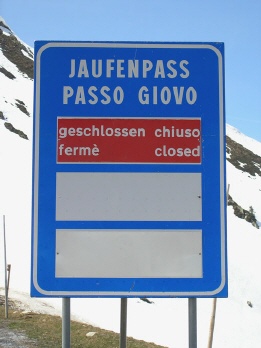 JAUFENPASS
PASSO GIOVO
geschlossen chiuso
fermè closed